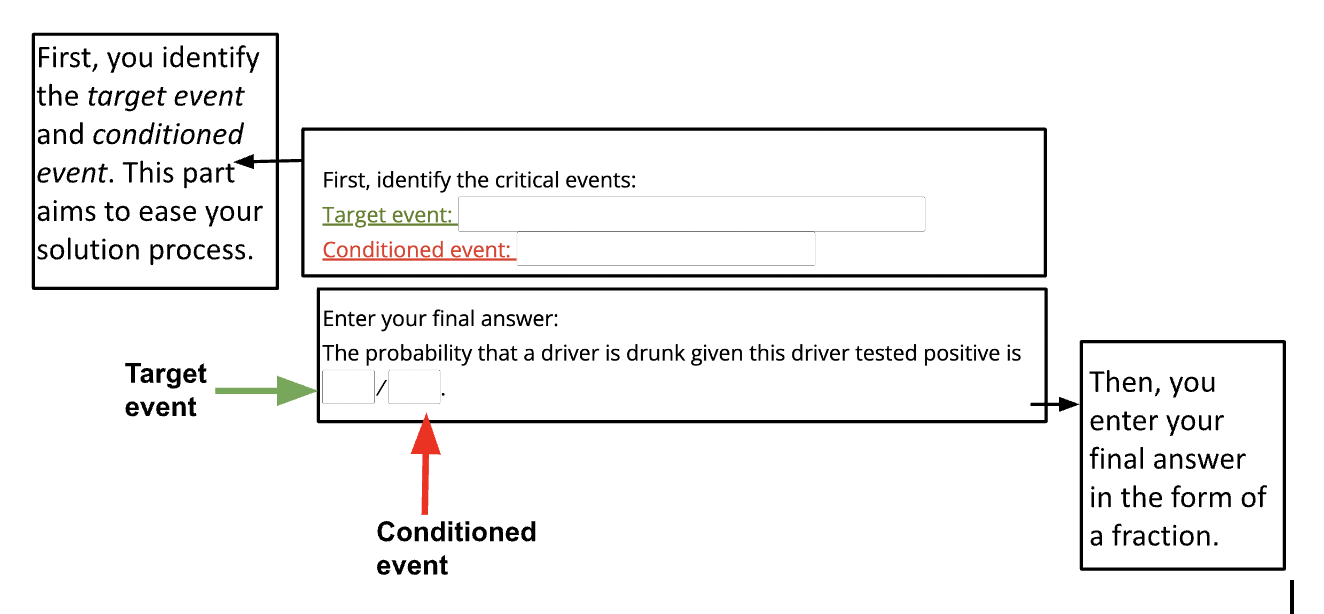 First, you identify
the target event
and conditioned
event. This part
aims to ease your
solution process.
First, identify the critical events:
Target event:
Conditioned event:
Enter your final answer:
The probability that a driver is drunk given this driver tested positive is
/ .
Target
event
Conditioned
event
Then, you
enter your
final answer
in the form of
a fraction.